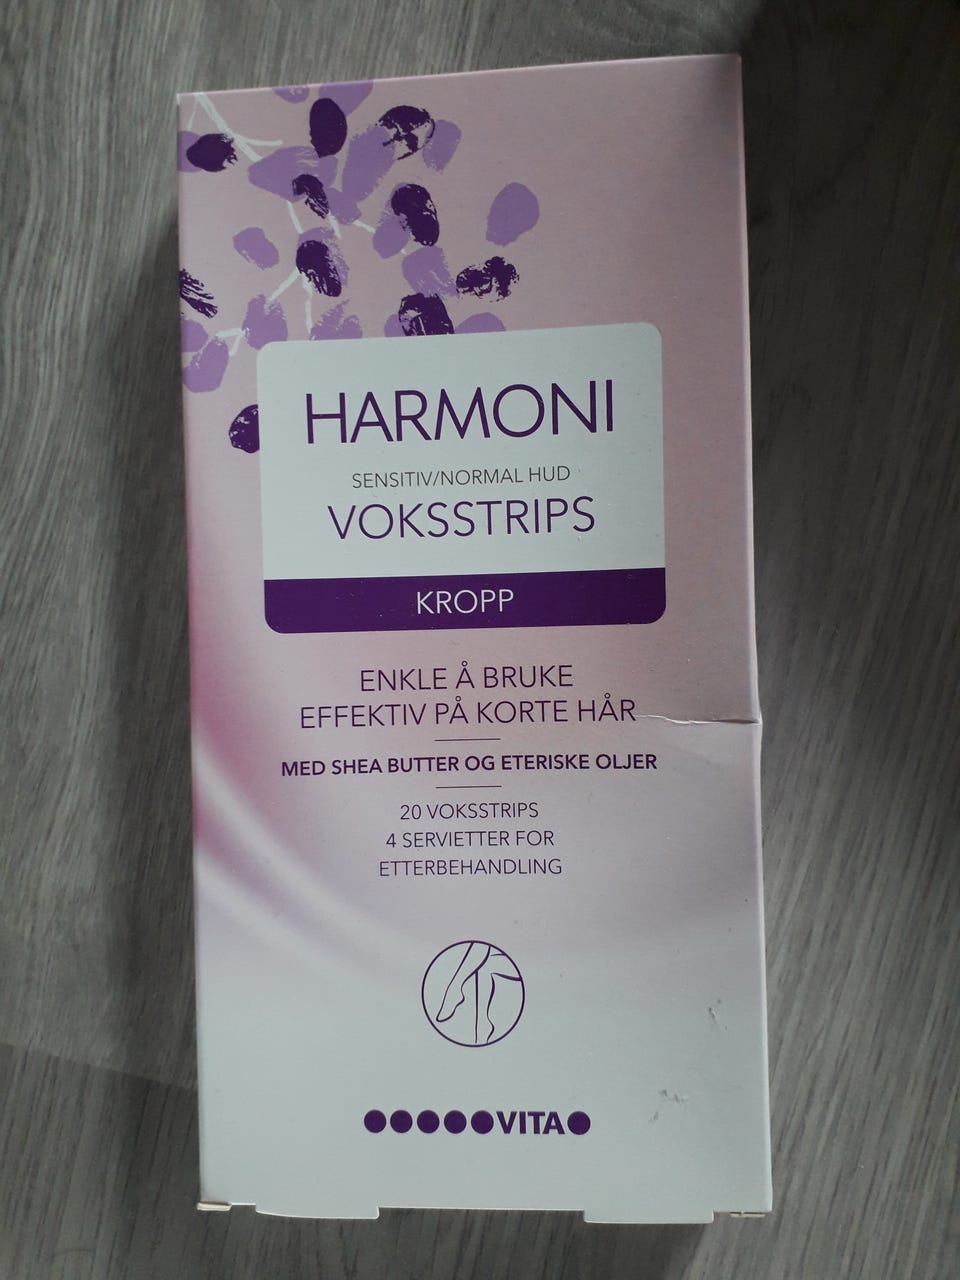 HARMONI
SENSITIV/NORMAL HUD
VOKSSTRIPS
KROPP
ENKLE Å BRUKE
EFFEKTIV PÅ KORTE HÅR
MED SHEA BUTTER OG ETERISKE OLJER
20 VOKSSTRIPS
4 SERVIETTER FOR
ETTERBEHANDLING
VITA